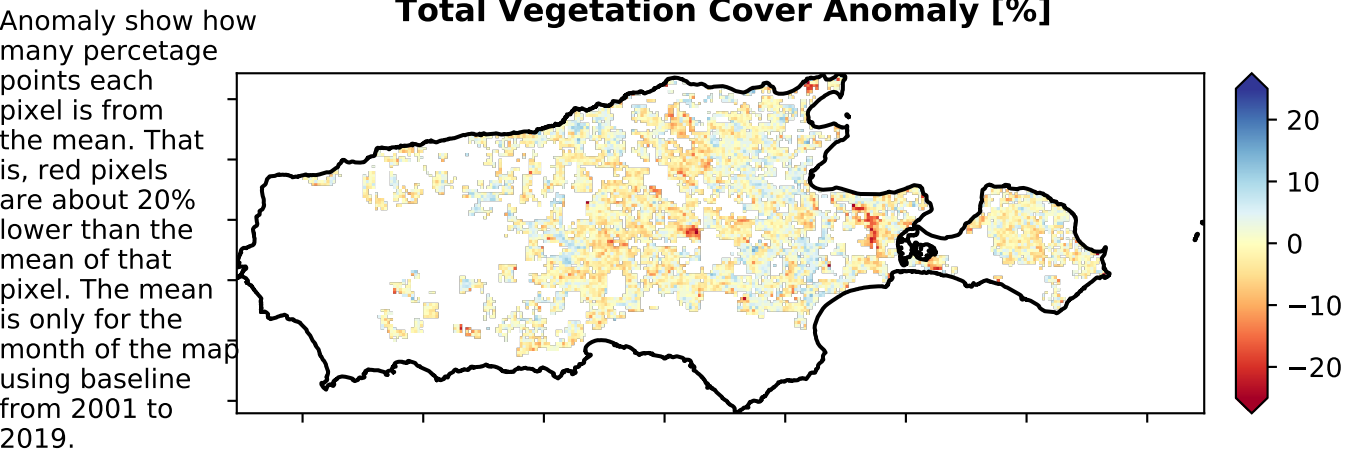 Total Vegetation Cover Anomaly [%]
Anomaly show how
many percetage
points each
pixel is from
the mean. That
is, red pixels
are about 20%
lower than the
mean of that
pixel. The mean
is only for the
month of the map
using baseline
from 2001 to
2019.
20
10
0
−10
−20